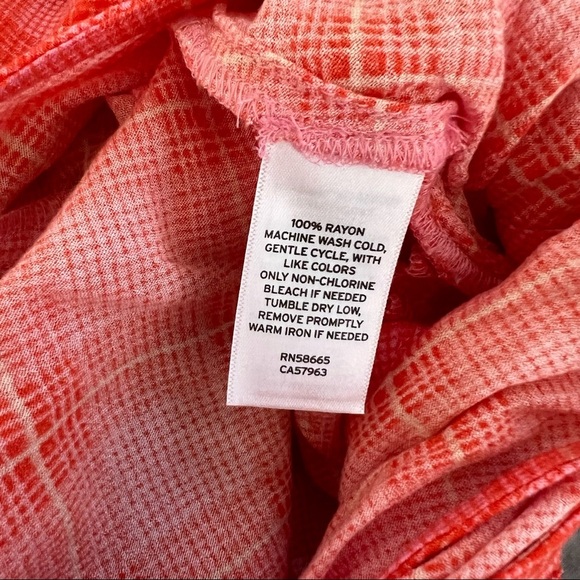 100% RAYON
MACHINE WASH COLD,
GENTLE CYCLE, WITH
LIKE COLORS
ONLY NON-CHLORINE
BLEACH IF NEEDED
TUMBLE DRY LOW,
REMOVE PROMPTLY
WARM IRON IF NEEDED
RN58665
CA57963